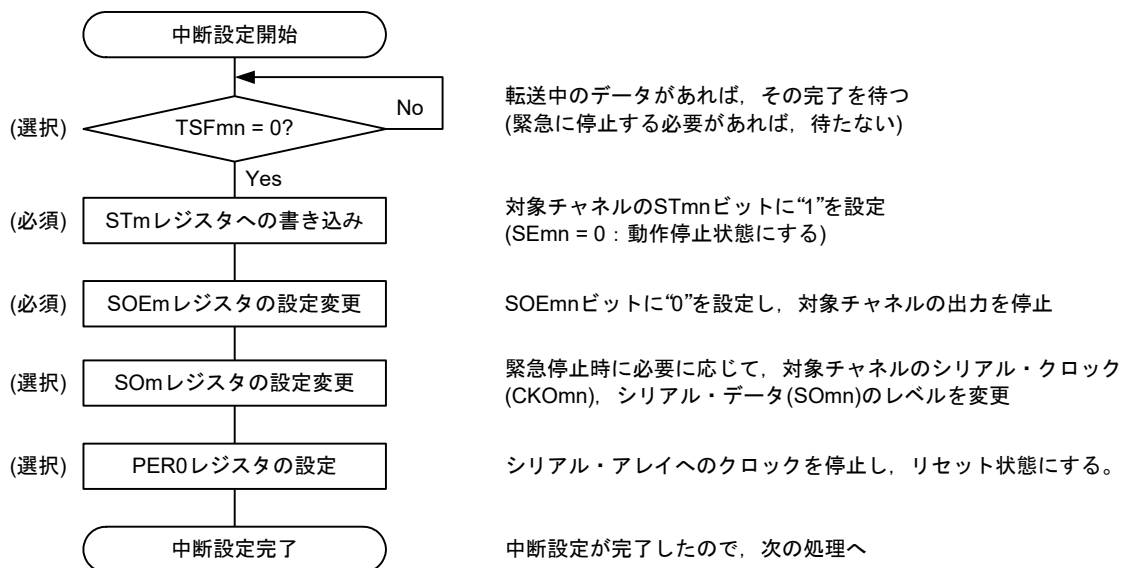 中断設定開始
No
転送中のデータがあれば，その完了を待つ
(緊急に停止する必要があれば，待たない)
(選択)
TSFmn = 0?
Yes
(必須)
STmレジスタへの書き込み
対象チャネルのSTmnビットに“1”を設定
(SEmn = 0：動作停止状態にする)
(必須)
SOEmレジスタの設定変更
SOEmnビットに“0”を設定し，対象チャネルの出力を停止
(選択)
SOmレジスタの設定変更
緊急停止時に必要に応じて，対象チャネルのシリアル・クロック
(CKOmn)，シリアル・データ(SOmn)のレベルを変更
(選択)
PER0レジスタの設定
シリアル・アレイへのクロックを停止し，リセット状態にする。
中断設定完了
中断設定が完了したので，次の処理へ